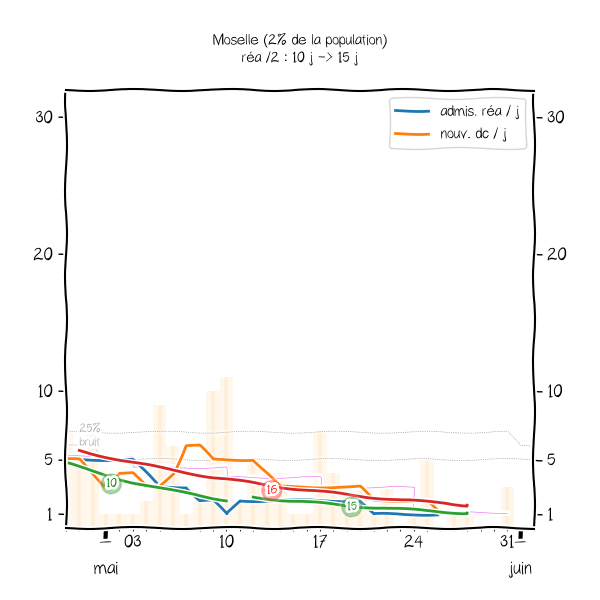 Moselle (2% de la population)
réa /2 : 10 j -> 15 j
admis. réa / j
nouv. dc / j
30
30
20
20
10
10
25%
bruit
5
5
10
16
15
1
1
03
10
17
24
31
mai
juin